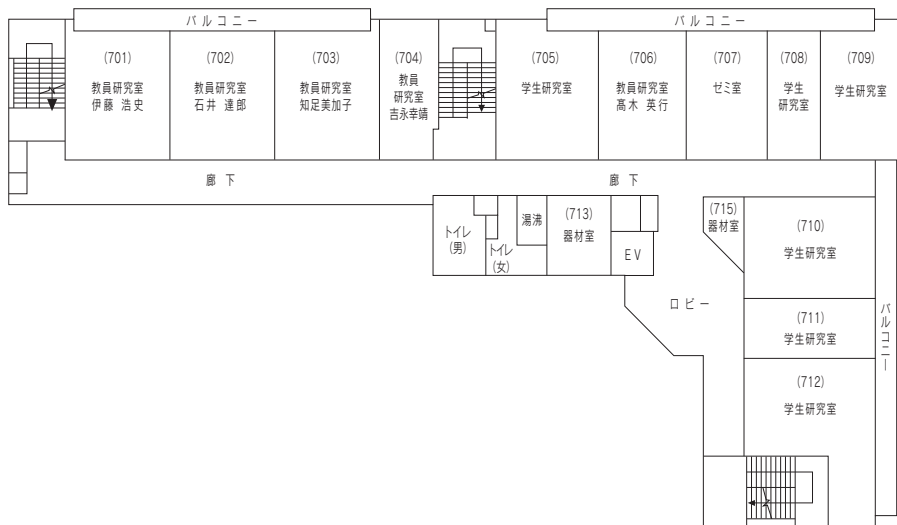 バルコニー
バルコニー
(701)
教員研究室
伊藤 浩史
(702)
教員研究室
石井 達郎
(703)
教員研究室
知足美加子
(704)
教員
研究室
吉永幸靖
(705)
学生研究室
(706)
教員研究室
髙木 英行
(707)
ゼミ室
(708)
学生
研究室
(709)
学生研究室
廊 下
廊 下
トイレ
(男)
トイレ
(女)
湯沸
(713)
器材室
EV
(715)
器材室
(710)
学生研究室
ロビー
(711)
学生研究室
(712)
学生研究室
バルコニー